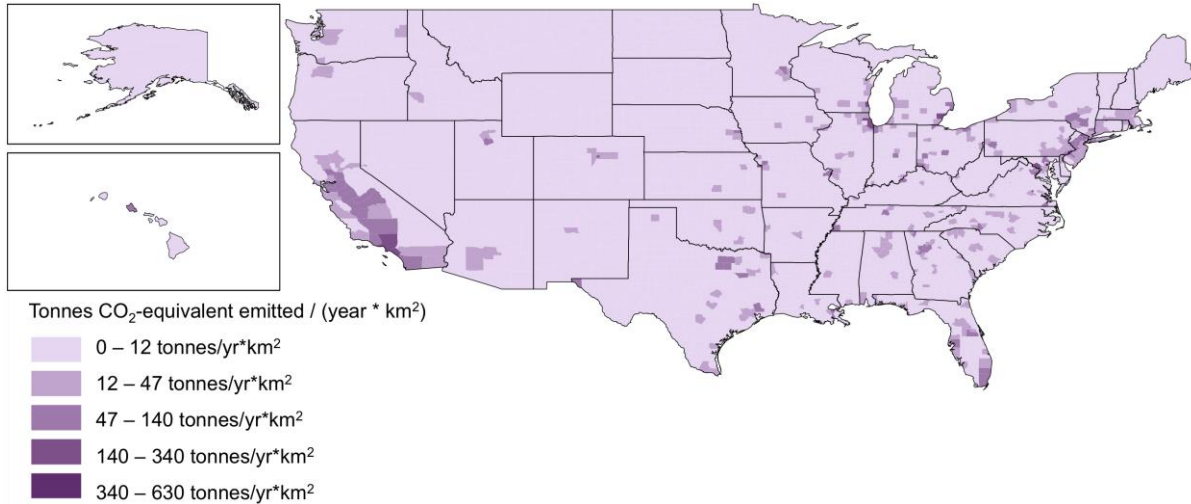 Tonnes CO₂-equivalent emitted / (year * km²)
0 – 12 tonnes/yr*km²
12 – 47 tonnes/yr*km²
47 – 140 tonnes/yr*km²
140 – 340 tonnes/yr*km²
340 – 630 tonnes/yr*km²